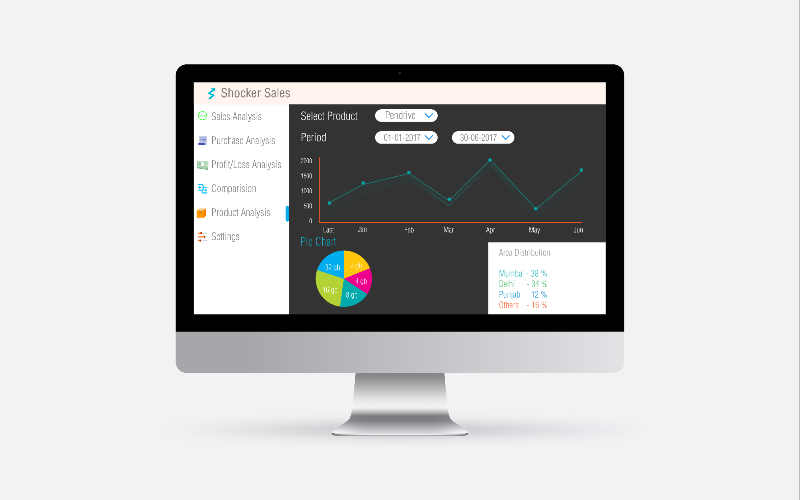 Shocker Sales
Sales Analysis
Purchase Analysis
Profit/Loss Analysis
Comparision
Product Analysis
Settings
Select Product Pendrive
Period 01-01-2017 30-06-2017
2000
1500
1000
500
0
Last Jan Feb Mar Apr May Jun
Pie Chart
32 gb
4 gb
16 gb
8 gb
Area Distribution
Mumbai - 38 %
Delhi - 34 %
Punjab 12 %
Others - 16 %